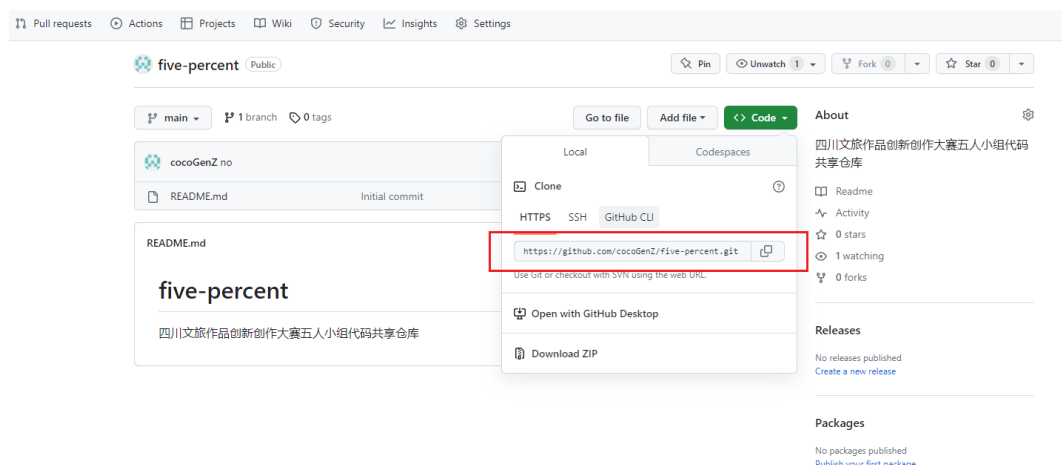 Pull requests Actions Projects Wiki Security Insights Settings
five-percent Public Pin Unwatch 1 Fork 0 Star 0
main 1 branch 0 tags Go to file Add file Code
cocoGenZ no
README.md Initial commit
Local Codespaces
Clone
HTTPS SSH GitHub CLI
https://github.com/cocoGenZ/five-percent.git
Use Git or checkout with SVN using the web URL.
Open with GitHub Desktop
Download ZIP
README.md
five-percent
四川文旅作品创新创作大赛五人小组代码共享仓库
About
四川文旅作品创新创作大赛五人小组代码
共享仓库
Readme
Activity
0 stars
1 watching
0 forks
Releases
No releases published
Create a new release
Packages
No packages published
Publish your first package